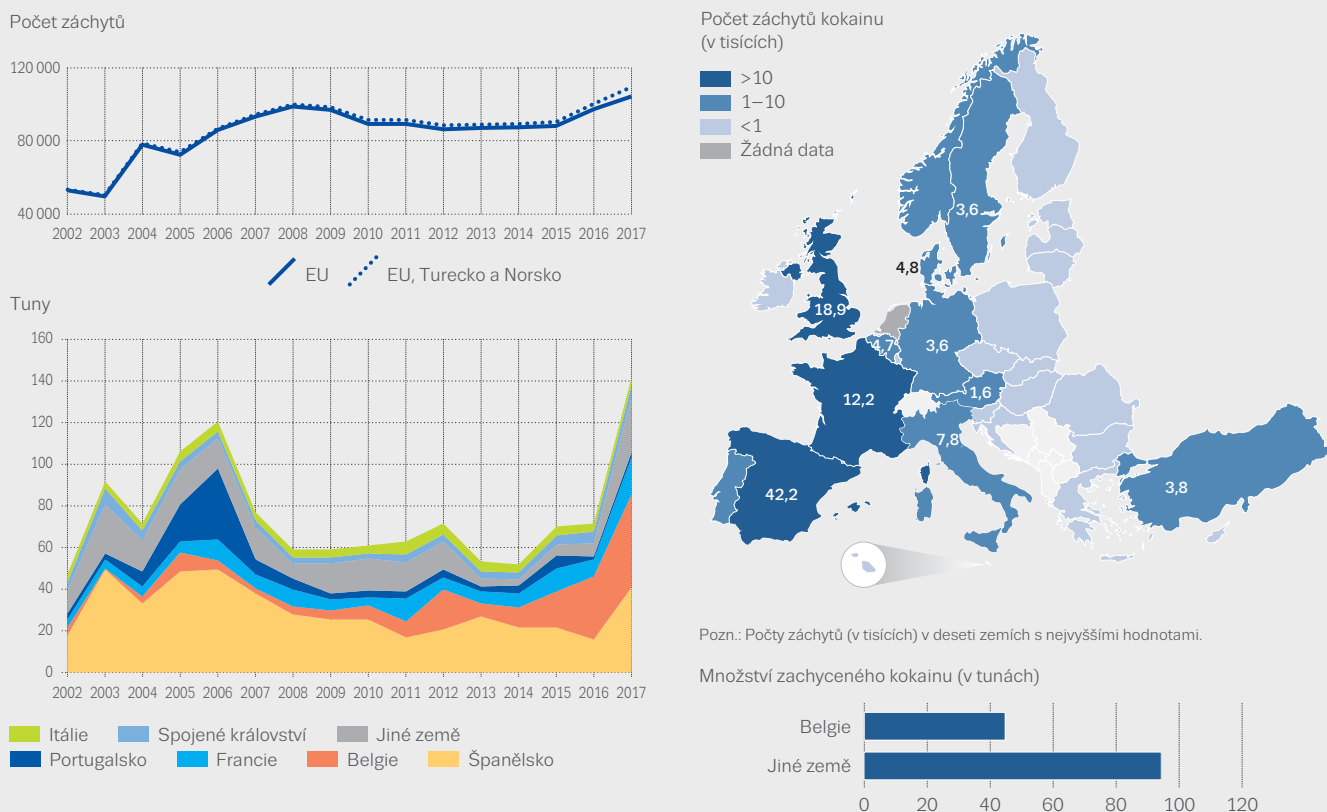 Počet záchytů
120 000
80 000
40 000
2002 2003 2004 2005 2006 2007 2008 2009 2010 2011 2012 2013 2014 2015 2016 2017
EU EU, Turecko a Norsko
Tuny
160
140
120
100
80
60
40
20
0
2002 2003 2004 2005 2006 2007 2008 2009 2010 2011 2012 2013 2014 2015 2016 2017
Itálie Spojené království Jiné země
Portugalsko Francie Belgie Španělsko
Počet záchytů kokainu
(v tisících)
>10
1–10
<1
Žádná data
3,6
4,8
18,9
4,7
3,6
12,2
1,6
7,8
42,2
3,8
Pozn.: Počty záchytů (v tisících) v deseti zemích s nejvyššími hodnotami.
Množství zachyceného kokainu (v tunách)
Belgie
Jiné země
0 20 40 60 80 100 120